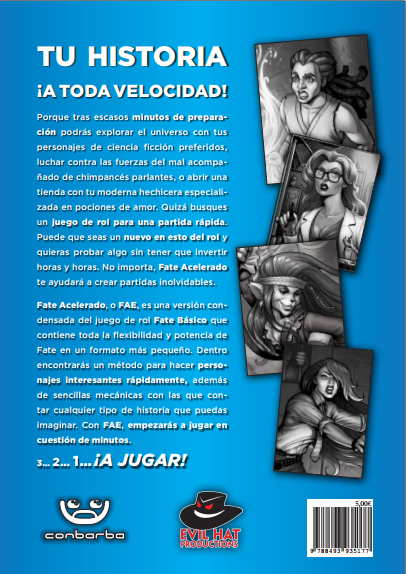 TU HISTORIA
¡A TODA VELOCIDAD!
Porque tras escasos minutos de prepara-
ción podrás explorar el universo con tus
personajes de ciencia ficción preferidos,
luchar contra las fuerzas del mal acompa-
ñado de chimpancés parlantes, o abrir una
tienda con tu moderna hechicera especiali-
zada en pociones de amor. Quizá busques
un juego de rol para una partida rápida.
Puede que seas un nuevo en esto del rol y
quieras probar algo sin tener que invertir
horas y horas. No importa, Fate Acelerado
te ayudará a crear partidas inolvidables.
Fate Acelerado, o FAE, es una versión con-
densada del juego de rol Fate Básico que
contiene toda la flexibilidad y potencia de
Fate en un formato más pequeño. Dentro
encontrarás un método para hacer perso-
najes interesantes rápidamente, además
de sencillas mecánicas con las que con-
tar cualquier tipo de historia que puedas
imaginar. Con FAE, empezarás a jugar en
cuestión de minutos.
3... 2... 1... ¡A JUGAR!
conbarba
EVIL HAT
PRODUCTIONS
5,00€
9 788493 935177